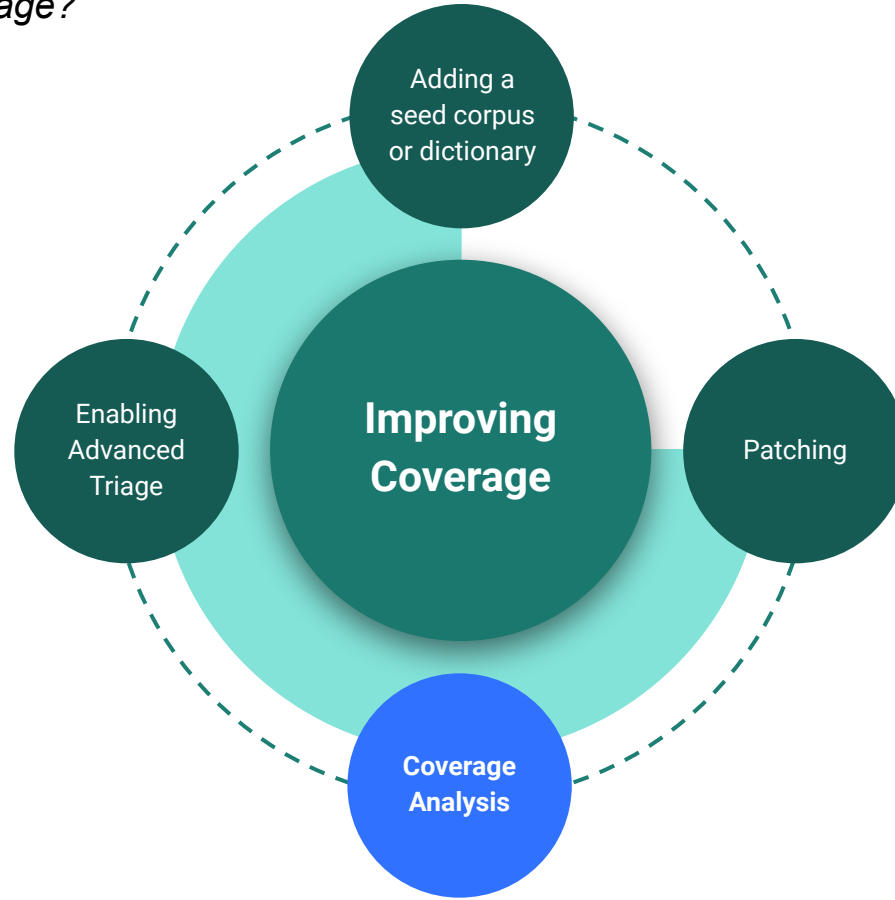 age?
Adding a
seed corpus
or dictionary
Enabling
Advanced
Triage
Improving
Coverage
Patching
Coverage
Analysis